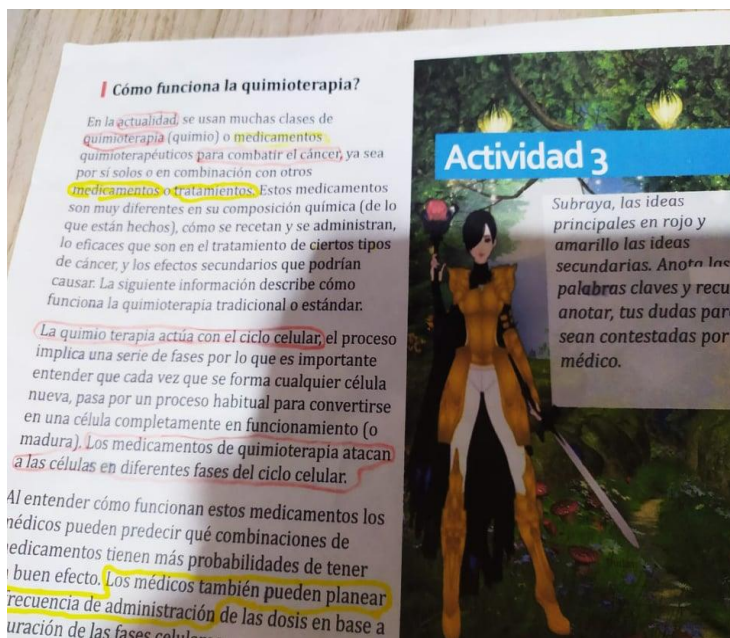 Cómo funciona la quimioterapia?
En la actualidad, se usan muchas clases de
quimioterapia (quimio) o medicamentos
quimioterapéuticos para combatir el cáncer, ya sea
por sí solos o en combinación con otros
medicamentos o tratamientos. Estos medicamentos
son muy diferentes en su composición química (de lo
que están hechos), cómo se recetan y se administran,
lo eficaces que son en el tratamiento de ciertos tipos
de cáncer, y los efectos secundarios que podrían
causar. La siguiente información describe cómo
funciona la quimioterapia tradicional o estándar.
La quimio terapia actúa con el ciclo celular, el proceso
implica una serie de fases por lo que es importante
entender que cada vez que se forma cualquier célula
nueva, pasa por un proceso habitual para convertirse
en una célula completamente en funcionamiento (o
madura). Los medicamentos de quimioterapia atacan
a las células en diferentes fases del ciclo celular.
Al entender cómo funcionan estos medicamentos los
médicos pueden predecir qué combinaciones de
medicamentos tienen más probabilidades de tener
buen efecto. Los médicos también pueden planear
frecuencia de administración de las dosis en base a
duración de las fases
Actividad 3
Subraya, las ideas
principales en rojo y
amarillo las ideas
secundarias. Anota las
palabras claves y recu
anotar, tus dudas par
sean contestadas por
médico.